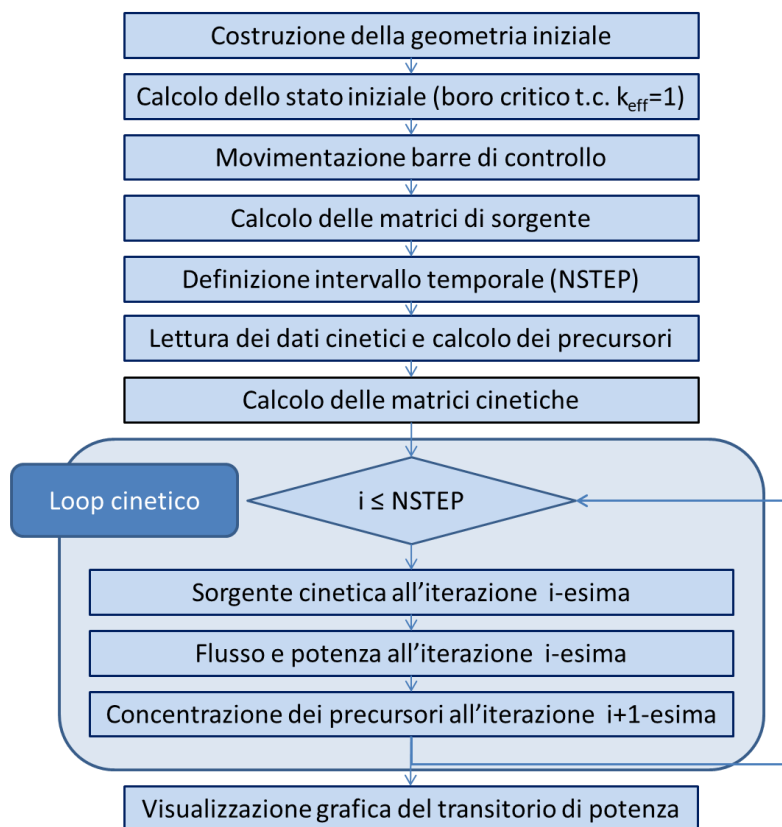 Costruzione della geometria iniziale
Calcolo dello stato iniziale (boro critico t.c. keff=1)
Movimentazione barre di controllo
Calcolo delle matrici di sorgente
Definizione intervallo temporale (NSTEP)
Lettura dei dati cinetici e calcolo dei precursori
Calcolo delle matrici cinetiche
Loop cinetico
i ≤ NSTEP
Sorgente cinetica all’iterazione i-esima
Flusso e potenza all’iterazione i-esima
Concentrazione dei precursori all’iterazione i+1-esima
Visualizzazione grafica del transitorio di potenza